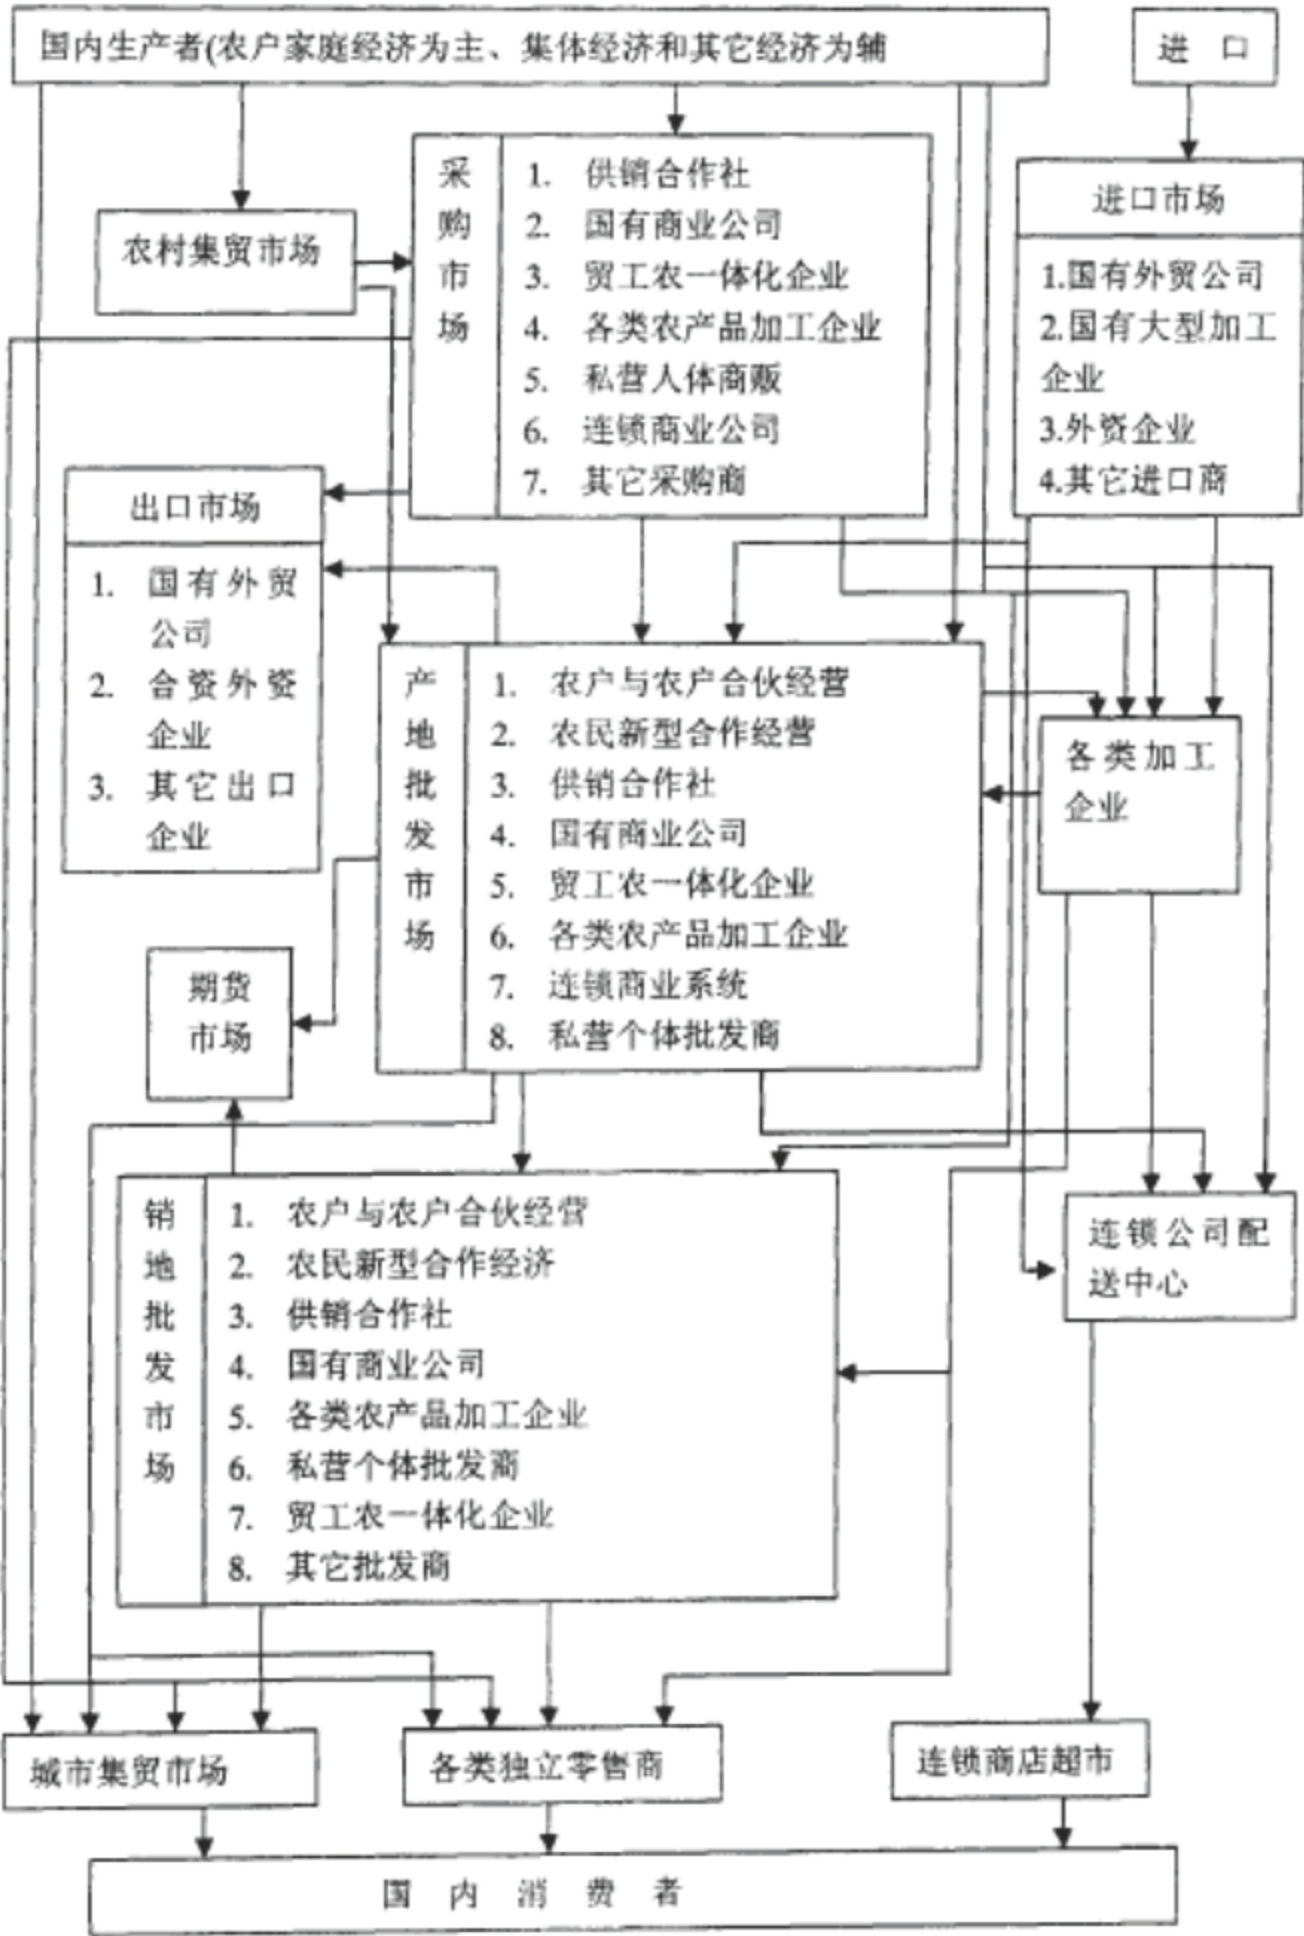 国内生产者(农户家庭经济为主、集体经济和其它经济为辅
进 口
农村集贸市场
采购市场
1. 供销合作社
2. 国有商业公司
3. 贸工农一体化企业
4. 各类农产品加工企业
5. 私营人体商贩
6. 连锁商业公司
7. 其它采购商
进口市场
1.国有外贸公司
2.国有大型加工
企业
3.外资企业
4.其它进口商
出口市场
1. 国有外贸
公司
2. 合资外资
企业
3. 其它出口
企业
产地批发市场
1. 农户与农户合伙经营
2. 农民新型合作经营
3. 供销合作社
4. 国有商业公司
5. 贸工农一体化企业
6. 各类农产品加工企业
7. 连锁商业系统
8. 私营个体批发商
各类加工
企业
期货
市场
销地批发市场
1. 农户与农户合伙经营
2. 农民新型合作经济
3. 供销合作社
4. 国有商业公司
5. 各类农产品加工企业
6. 私营个体批发商
7. 贸工农一体化企业
8. 其它批发商
连锁公司配
送中心
城市集贸市场
各类独立零售商
连锁商店超市
国 内 消 费 者